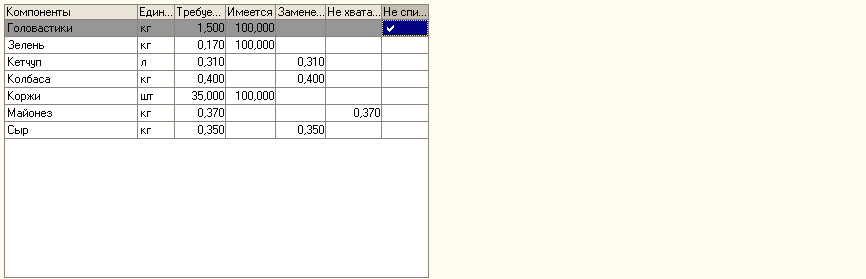 Компоненты Един... Требуе... Имеется Замене... Не хвата... Не спи...
Головастики кг 1,500 100,000
Зелень кг 0,170 100,000
Кетчуп л 0,310 0,310
Колбаса кг 0,400 0,400
Коржи шт 35,000 100,000
Майонез кг 0,370 0,370
Сыр кг 0,350 0,350